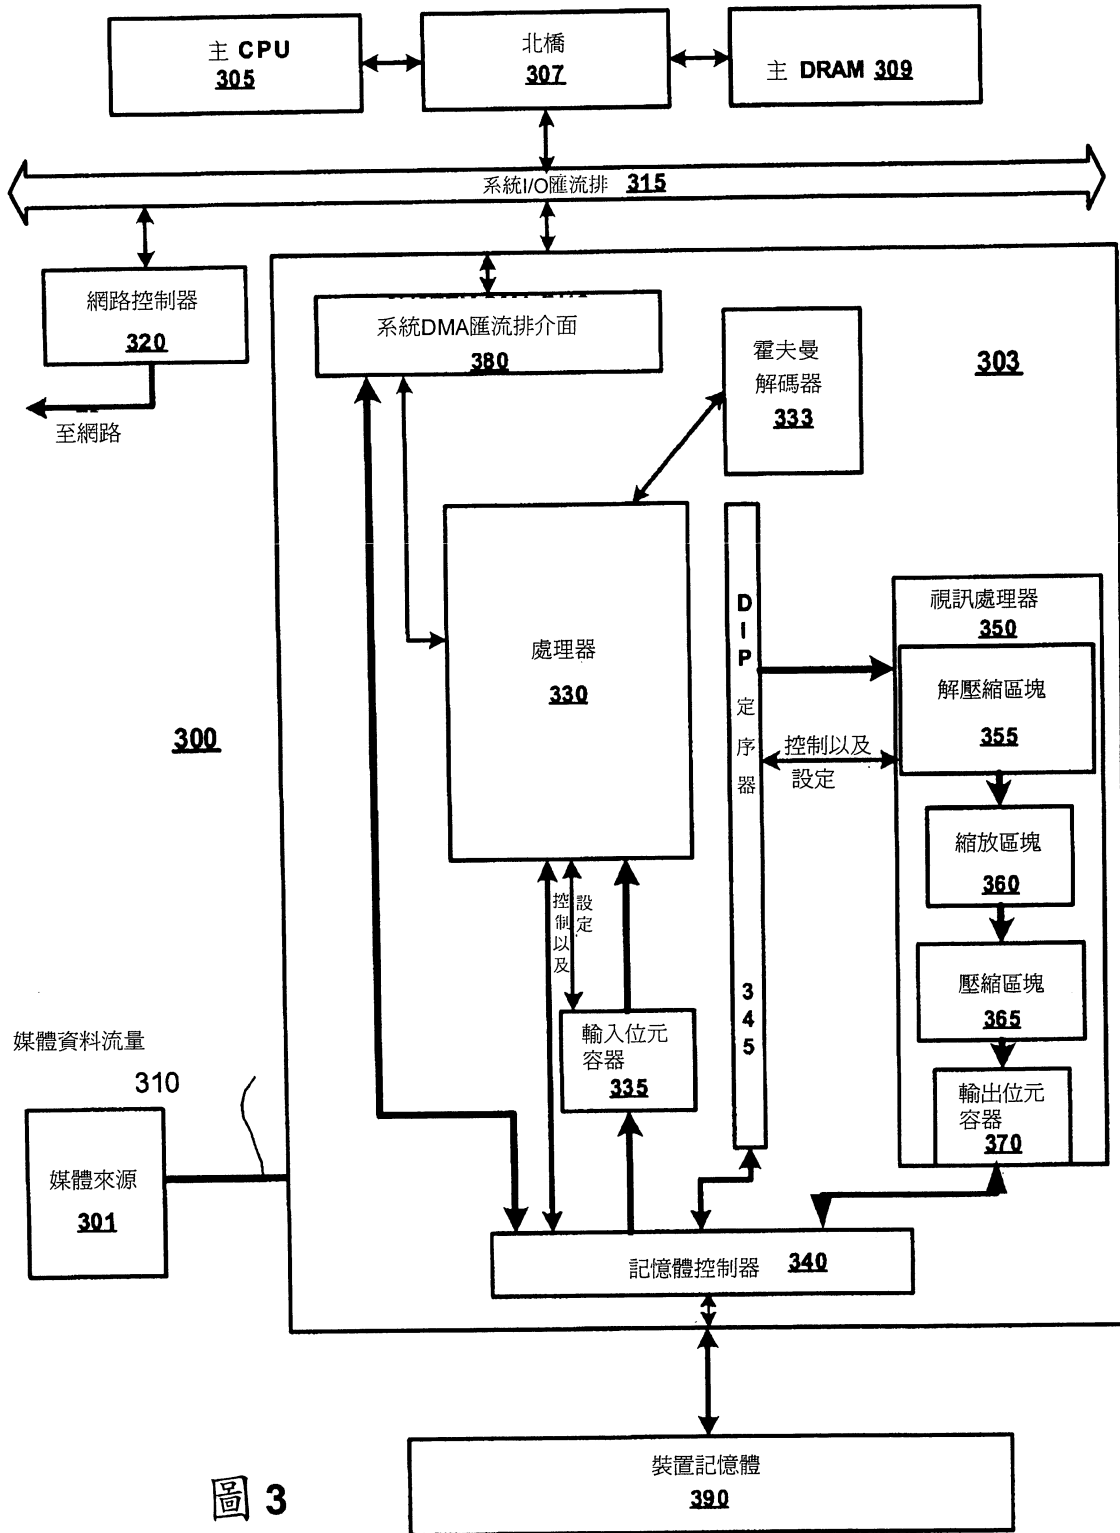 主 CPU
305
北橋
307
主 DRAM 309
系統I/O匯流排 315
網路控制器
320
至網路
系統DMA匯流排介面
380
霍夫曼
解碼器
333
303
處理器
330
DIP定序器 345
視訊處理器
350
解壓縮區塊
355
控制以及
設定
縮放區塊
360
壓縮區塊
365
輸出位元
容器
370
300
控制以及
設定
輸入位元
容器
335
媒體資料流量
310
媒體來源
301
記憶體控制器 340
裝置記憶體
390
圖 3